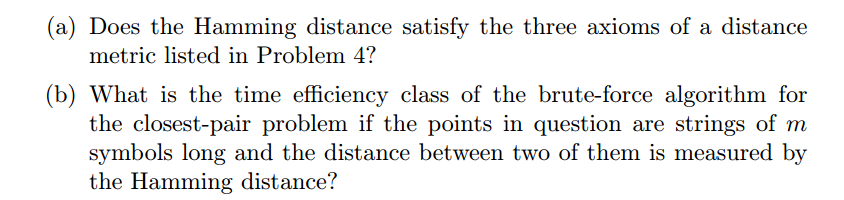 (a) Does the Hamming distance satisfy the three axioms of a distance
metric listed in Problem 4?
(b) What is the time efficiency class of the brute-force algorithm for
the closest-pair problem if the points in question are strings of m
symbols long and the distance between two of them is measured by
the Hamming distance?